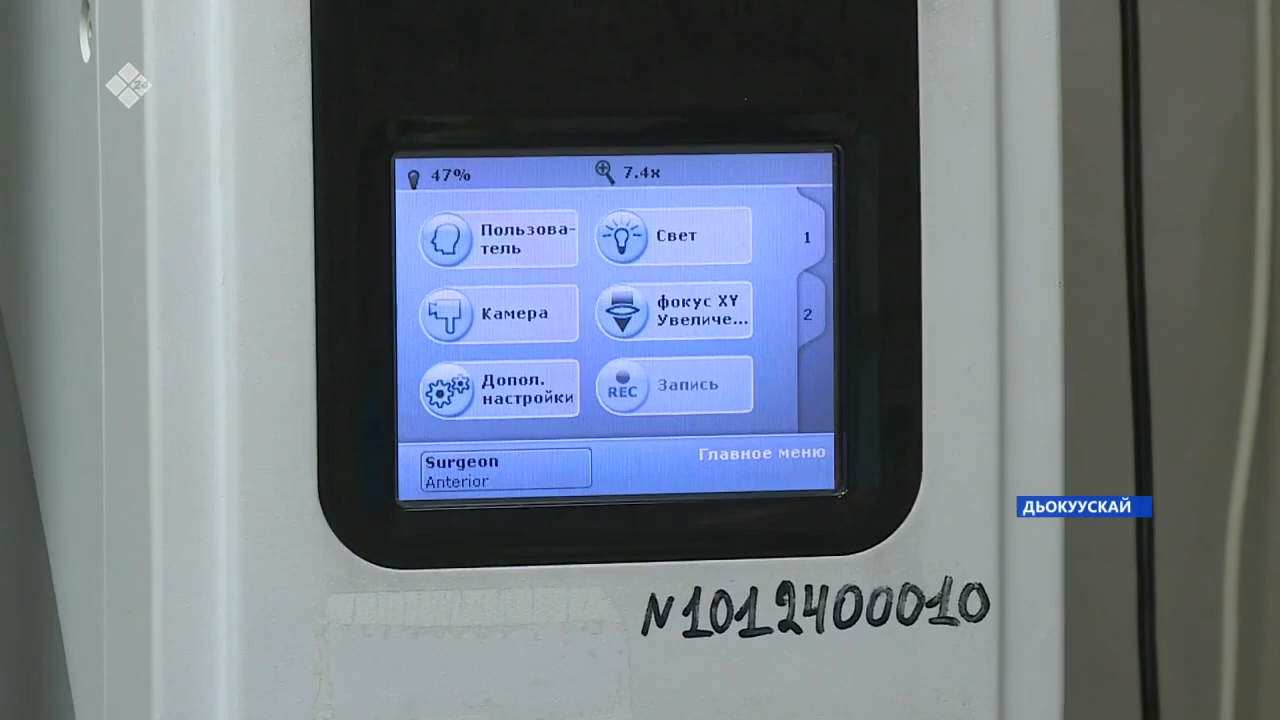 24
47%
7.4x
Пользова-
тель
Свет
1
Камера
фокус XY
Увеличе...
2
Допол.
настройки
REC
Запись
Surgeon
Anterior
Главное меню
ДЬОКУУСКАЙ
N1012400010